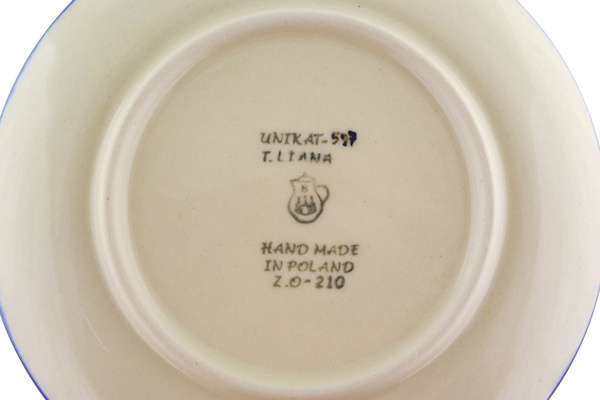 UNIKAT-597
T. LIANA
B
HAND MADE
IN POLAND
Z.O-210